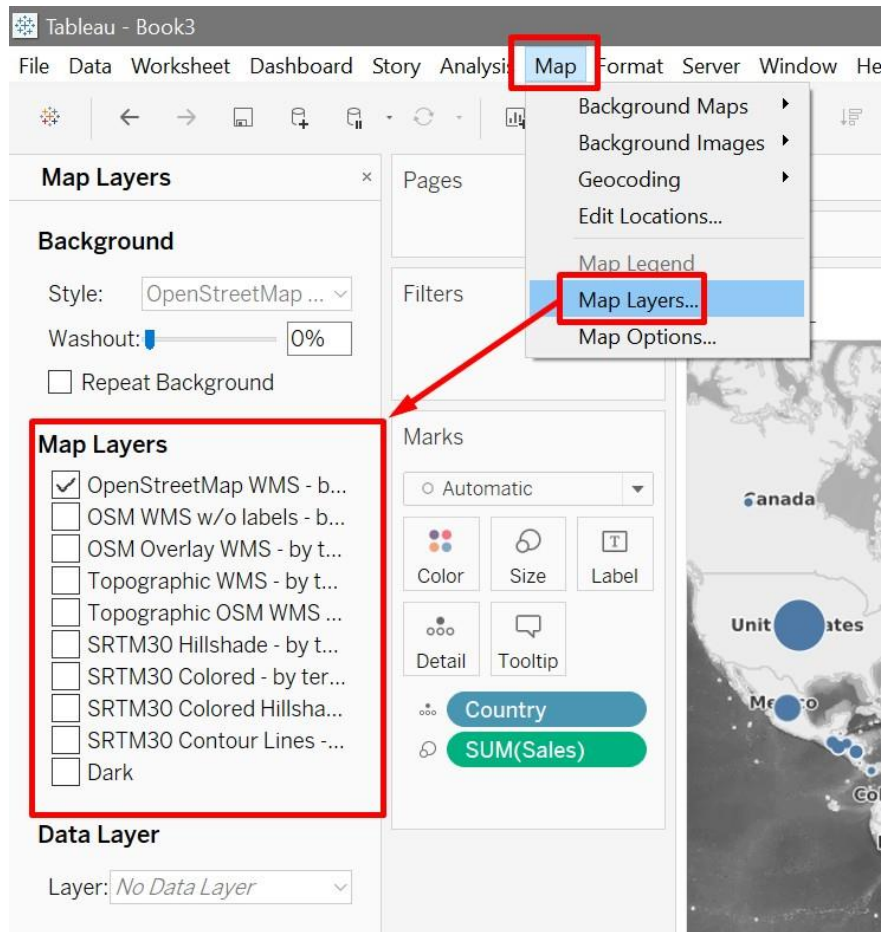 Tableau - Book3
File Data Worksheet Dashboard Story Analysis Map Format Server Window He
Map Layers
Background
Style: OpenStreetMap ...
Washout: 0%
Repeat Background
Map Layers
OpenStreetMap WMS - b...
OSM WMS w/o labels - b...
OSM Overlay WMS - by t...
Topographic WMS - by t...
Topographic OSM WMS ...
SRTM30 Hillshade - by t...
SRTM30 Colored - by ter...
SRTM30 Colored Hillsha...
SRTM30 Contour Lines -...
Dark
Data Layer
Layer: No Data Layer
Pages
Filters
Marks
Automatic
Color Size Label
Detail Tooltip
Country
SUM(Sales)
Background Maps
Background Images
Geocoding
Edit Locations...
Map Legend
Map Layers...
Map Options...
Canada
Unit ates
Me o
Col